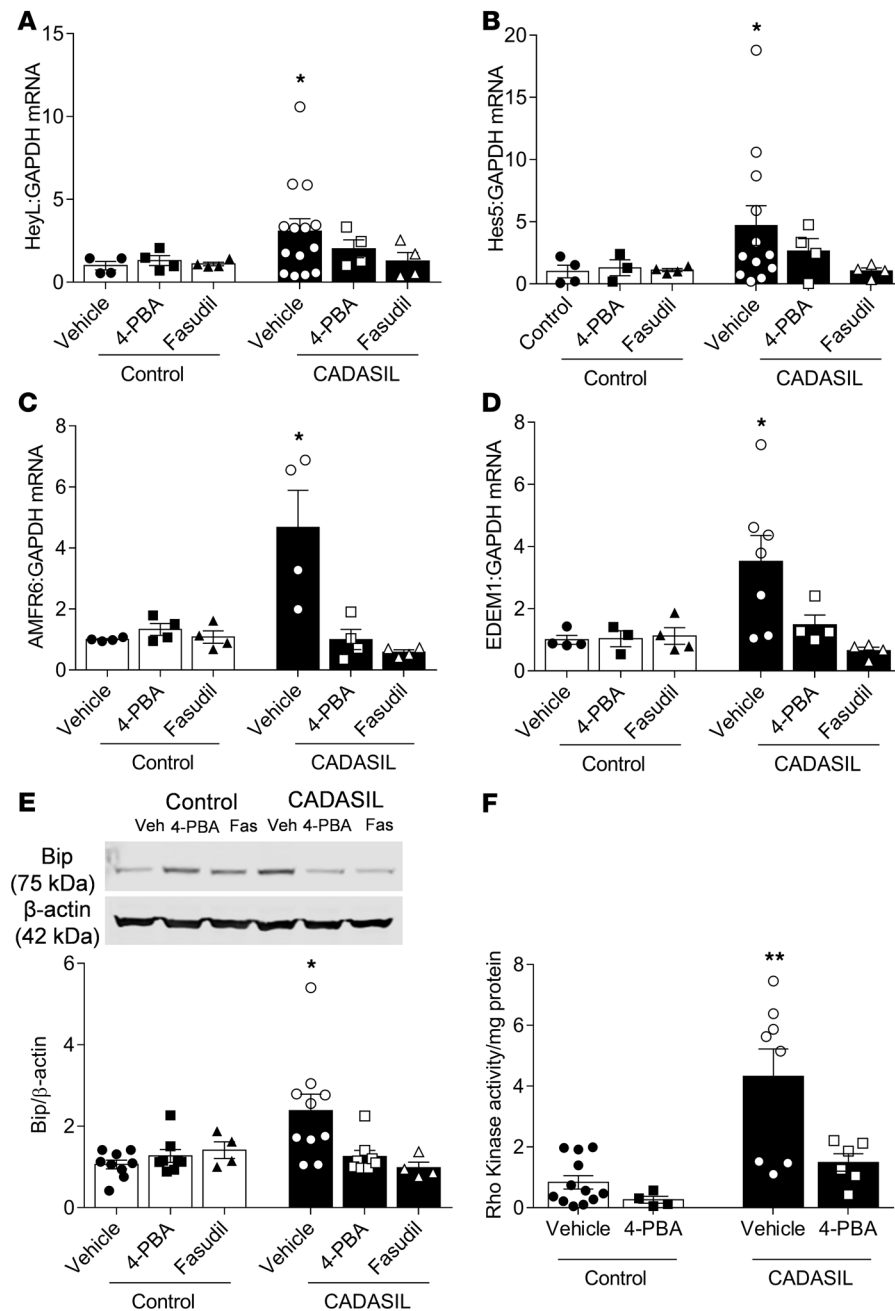 A
HeyL:GAPDH mRNA
15
10
5
0
*
Vehicle
4-PBA
Fasudil
Vehicle
4-PBA
Fasudil
Control
CADASIL
B
Hes5:GAPDH mRNA
20
15
10
5
0
*
Control
4-PBA
Fasudil
Vehicle
4-PBA
Fasudil
Control
CADASIL
C
AMFR6:GAPDH mRNA
8
6
4
2
0
*
Vehicle
4-PBA
Fasudil
Vehicle
4-PBA
Fasudil
Control
CADASIL
D
EDEM1:GAPDH mRNA
8
6
4
2
0
*
Vehicle
4-PBA
Fasudil
Vehicle
4-PBA
Fasudil
Control
CADASIL
E
Control CADASIL
Veh 4-PBA Fas Veh 4-PBA Fas
Bip
(75 kDa)
β-actin
(42 kDa)
Bip/β-actin
6
4
2
0
*
Vehicle
4-PBA
Fasudil
Vehicle
4-PBA
Fasudil
Control
CADASIL
F
Rho Kinase activity/mg protein
8
6
4
2
0
**
Vehicle 4-PBA Vehicle 4-PBA
Control
CADASIL